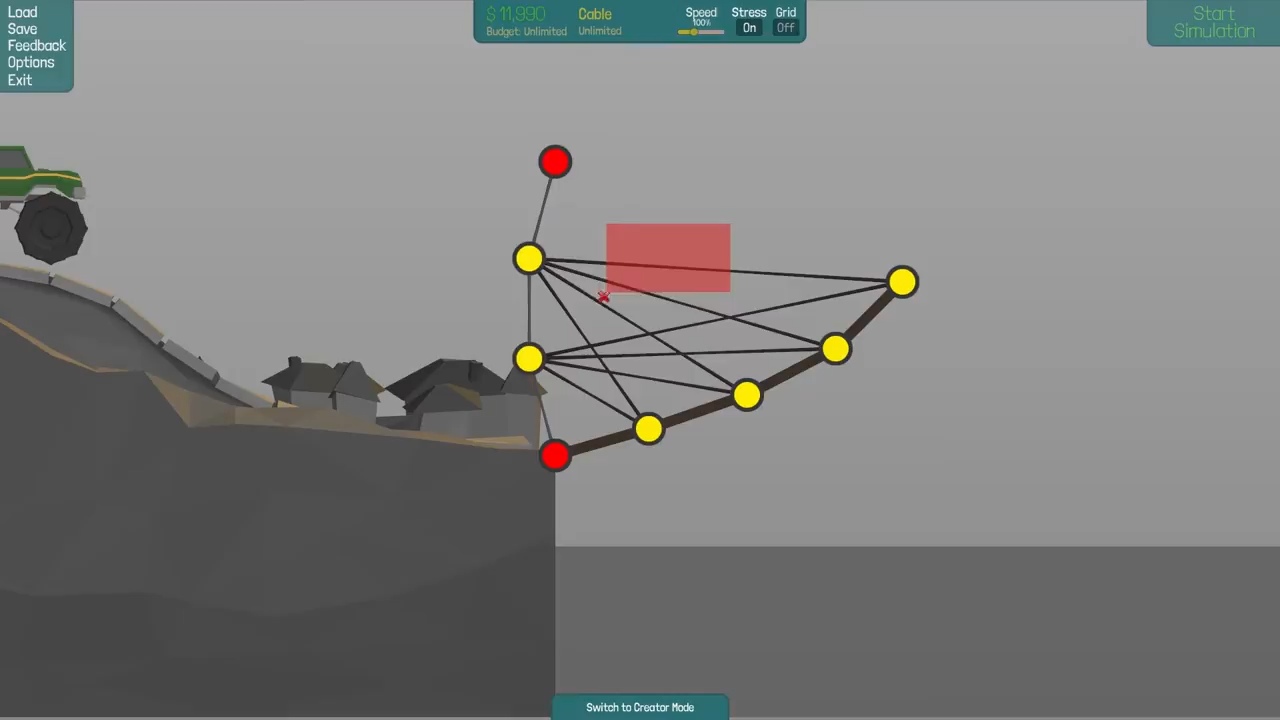 Load
Save
Feedback
Options
Exit
$ 11,990
Budget: Unlimited
Cable
Unlimited
Speed
100%
Stress
On
Grid
Off
Start
Simulation
Switch to Creator Mode